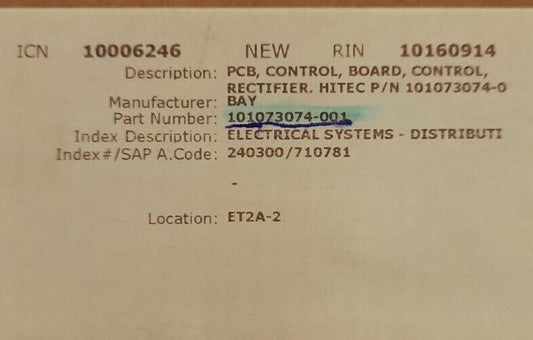 ICN 10006246 NEW RIN 10160914
Description: PCB, CONTROL, BOARD, CONTROL,
RECTIFIER. HITEC P/N 101073074-0
Manufacturer: BAY
Part Number: 101073074-001
Index Description: ELECTRICAL SYSTEMS - DISTRIBUTI
Index#/SAP A.Code: 240300/710781
-
Location: ET2A-2